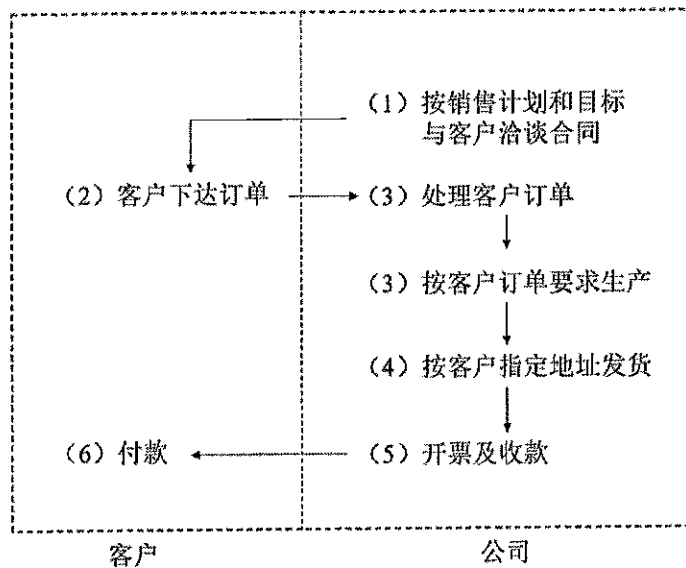 （1）按销售计划和目标
与客户洽谈合同
（2）客户下达订单
（3）处理客户订单
（3）按客户订单要求生产
（4）按客户指定地址发货
（6）付款
（5）开票及收款
客户
公司